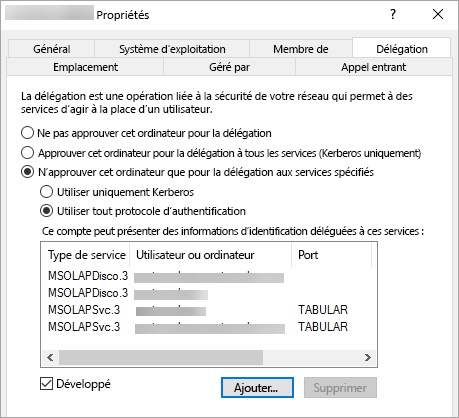 Propriétés
?
Général Système d'exploitation Membre de Délégation
Emplacement Géré par Appel entrant
La délégation est une opération liée à la sécurité de votre réseau qui permet à des
services d'agir à la place d'un utilisateur.
Ne pas approuver cet ordinateur pour la délégation
Approuver cet ordinateur pour la délégation à tous les services (Kerberos uniquement)
N'approuver cet ordinateur que pour la délégation aux services spécifiés
Utiliser uniquement Kerberos
Utiliser tout protocole d'authentification
Ce compte peut présenter des informations d'identification déléguées à ces services :
Type de service Utilisateur ou ordinateur Port
MSOLAPDisco.3
MSOLAPDisco.3
MSOLAPSvc.3 TABULAR
MSOLAPSvc.3 TABULAR
Développé Ajouter... Supprimer